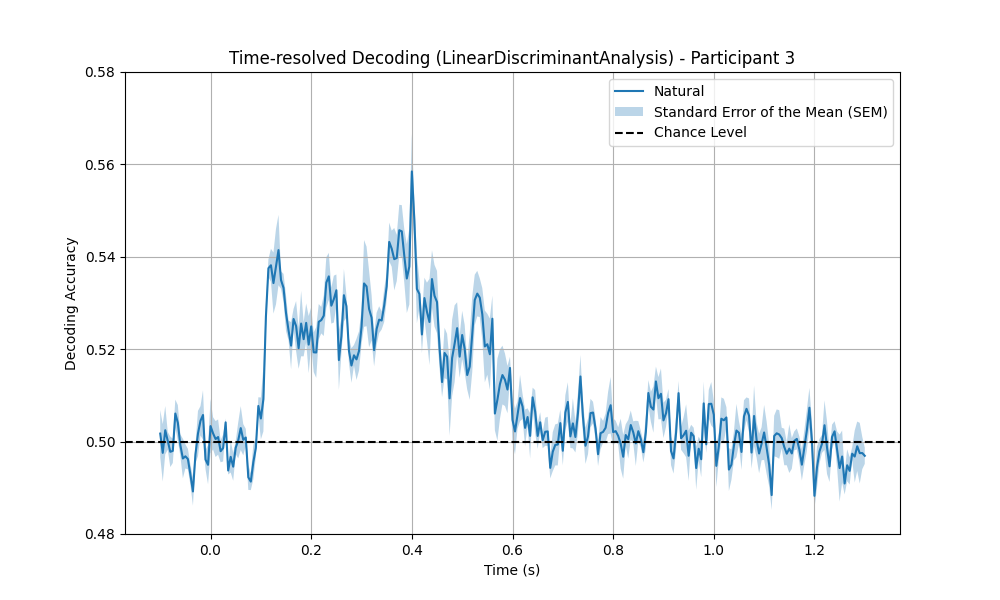 Time-resolved Decoding (LinearDiscriminantAnalysis) - Participant 3
Natural
Standard Error of the Mean (SEM)
Chance Level
Decoding Accuracy
0.58
0.56
0.54
0.52
0.50
0.48
0.0
0.2
0.4
0.6
0.8
1.0
1.2
Time (s)